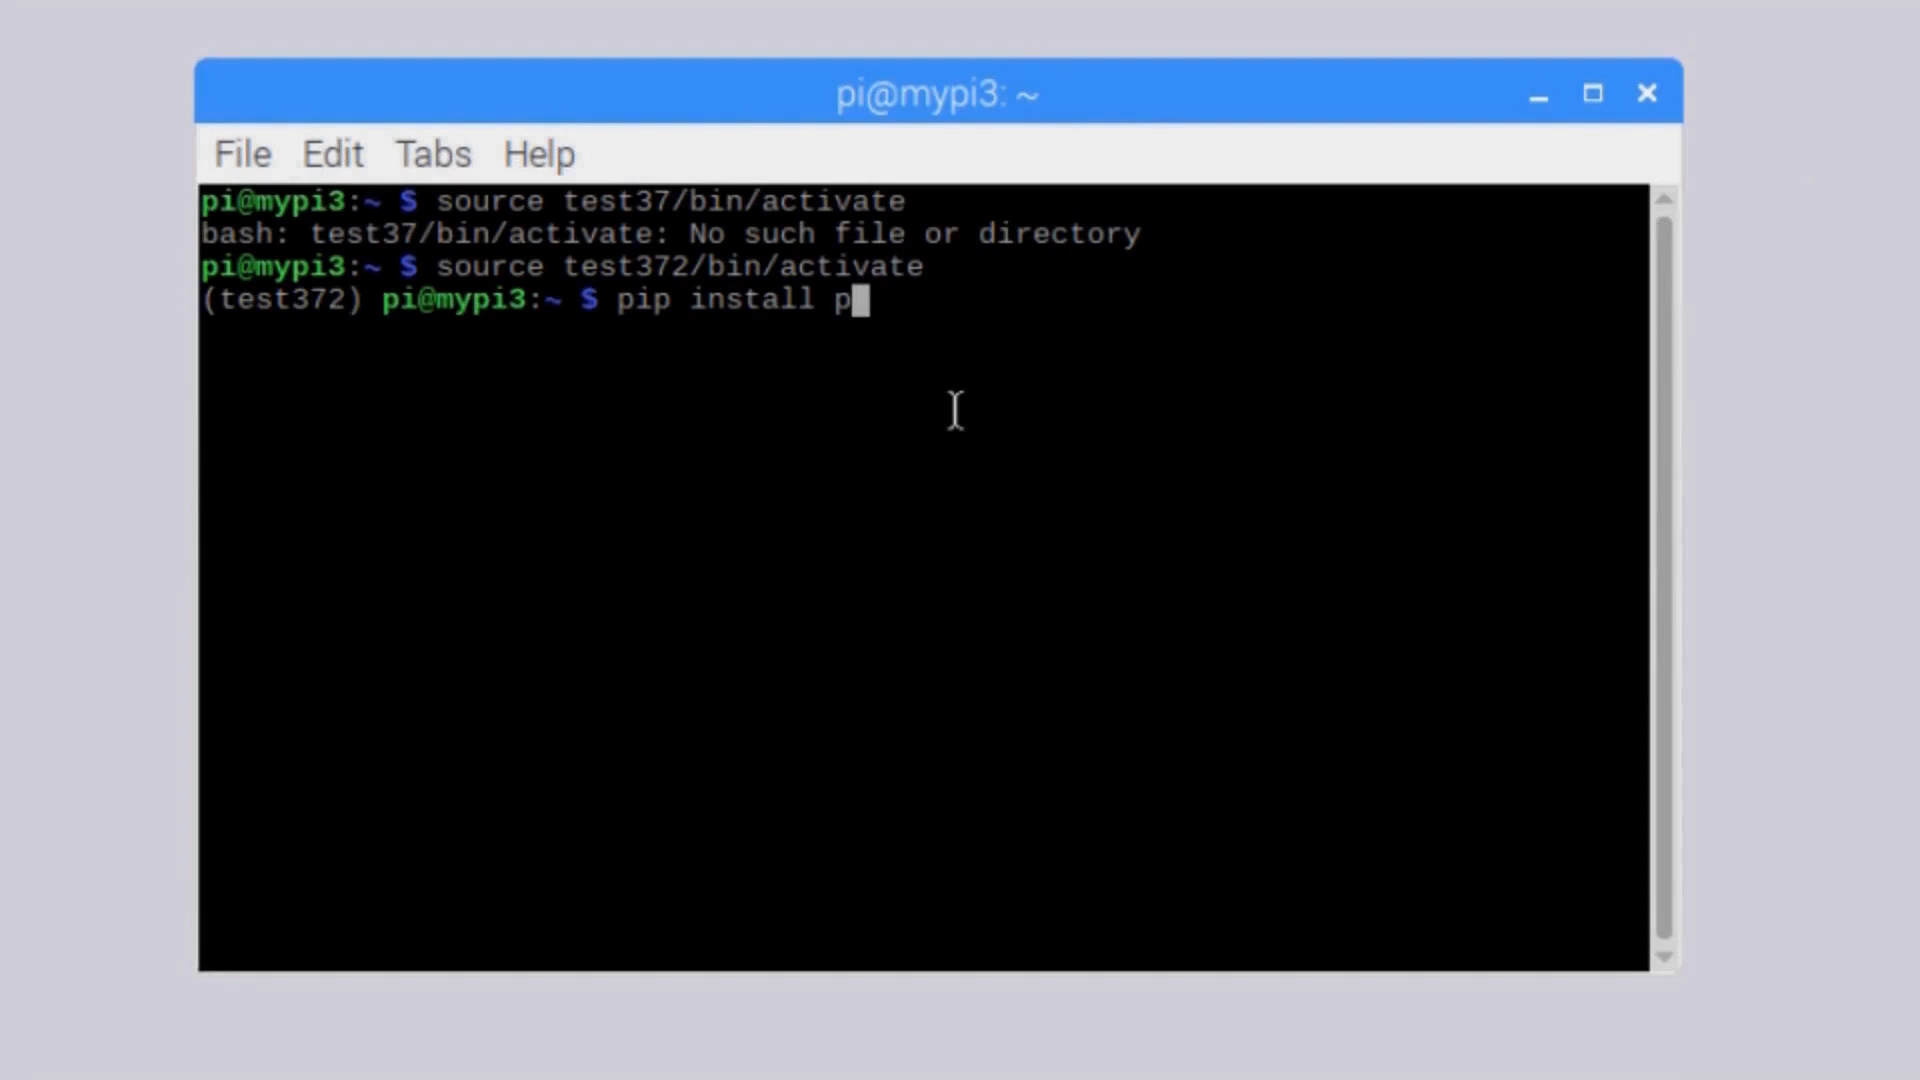 pi@mypi3: ~
File Edit Tabs Help
pi@mypi3:~ $ source test37/bin/activate
bash: test37/bin/activate: No such file or directory
pi@mypi3:~ $ source test372/bin/activate
(test372) pi@mypi3:~ $ pip install p